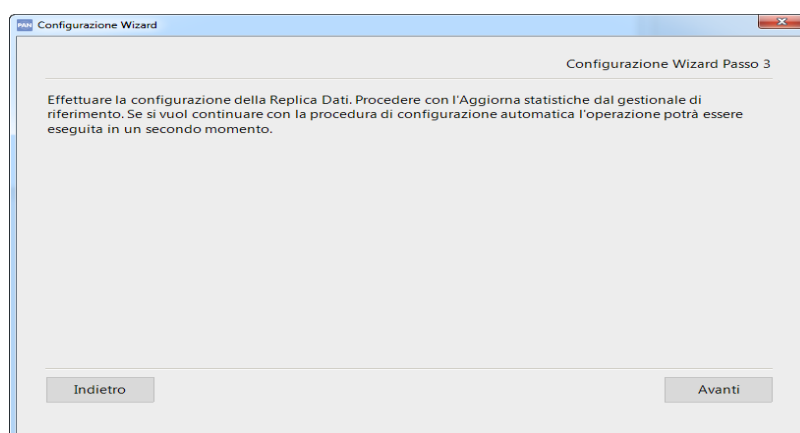 PAN Configurazione Wizard
Configurazione Wizard Passo 3
Effettuare la configurazione della Replica Dati. Procedere con l'Aggiorna statistiche dal gestionale di
riferimento. Se si vuol continuare con la procedura di configurazione automatica l'operazione potrà essere
eseguita in un secondo momento.
Indietro
Avanti